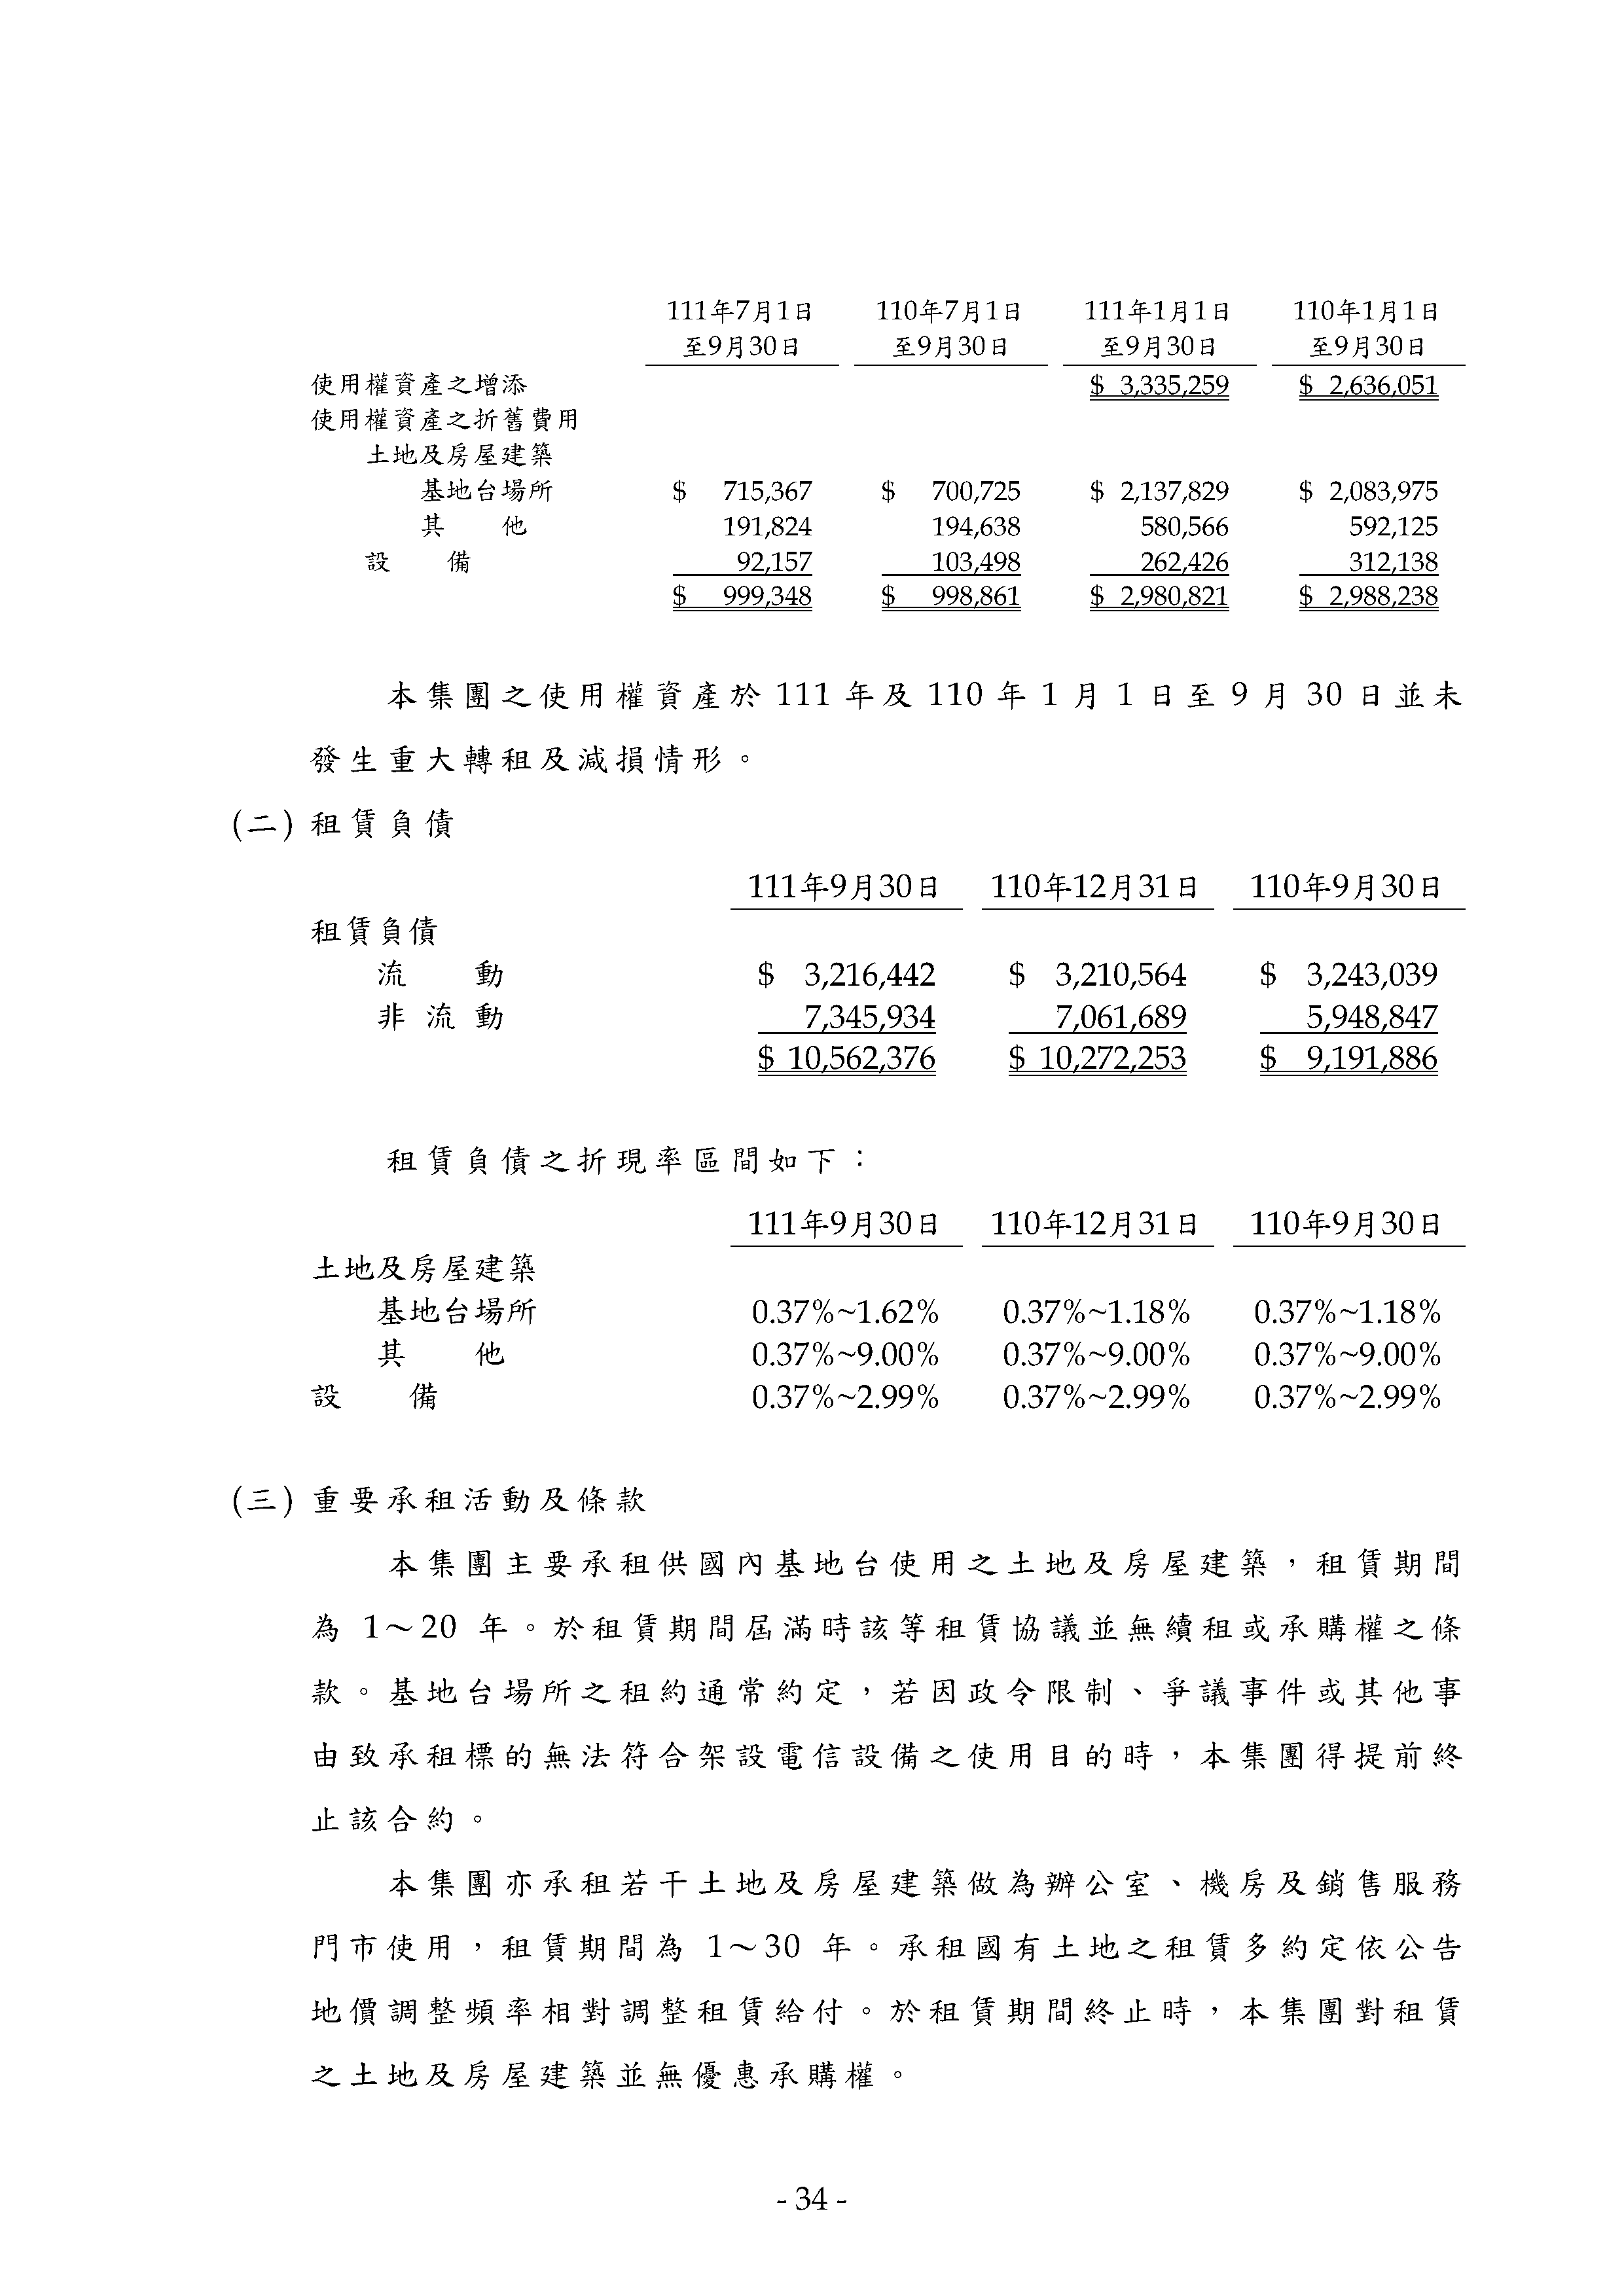 111年7月1日 110年7月1日 111年1月1日 110年1月1日
至9月30日 至9月30日 至9月30日 至9月30日
使用權資產之增添 $ 3,335,259 $ 2,636,051
使用權資產之折舊費用
土地及房屋建築
基地台場所 $ 715,367 $ 700,725 $ 2,137,829 $ 2,083,975
其他 191,824 194,638 580,566 592,125
設備 92,157 103,498 262,426 312,138
$ 999,348 $ 998,861 $ 2,980,821 $ 2,988,238
本集團之使用權資產於 111 年及 110 年 1 月 1 日至 9 月 30 日並未
發生重大轉租及減損情形。
(二) 租賃負債
111年9月30日 110年12月31日 110年9月30日
租賃負債
流動 $ 3,216,442 $ 3,210,564 $ 3,243,039
非流動 7,345,934 7,061,689 5,948,847
$ 10,562,376 $ 10,272,253 $ 9,191,886
租賃負債之折現率區間如下：
111年9月30日 110年12月31日 110年9月30日
土地及房屋建築
基地台場所 0.37%~1.62% 0.37%~1.18% 0.37%~1.18%
其他 0.37%~9.00% 0.37%~9.00% 0.37%~9.00%
設備 0.37%~2.99% 0.37%~2.99% 0.37%~2.99%
(三) 重要承租活動及條款
本集團主要承租供國內基地台使用之土地及房屋建築，租賃期間
為 1～20 年。於租賃期間屆滿時該等租賃協議並無續租或承購權之條
款。基地台場所之租約通常約定，若因政令限制、爭議事件或其他事
由致承租標的無法符合架設電信設備之使用目的時，本集團得提前終
止該合約。
本集團亦承租若干土地及房屋建築做為辦公室、機房及銷售服務
門市使用，租賃期間為 1～30 年。承租國有土地之租賃多約定依公告
地價調整頻率相對調整租賃給付。於租賃期間終止時，本集團對租賃
之土地及房屋建築並無優惠承購權。
- 34 -